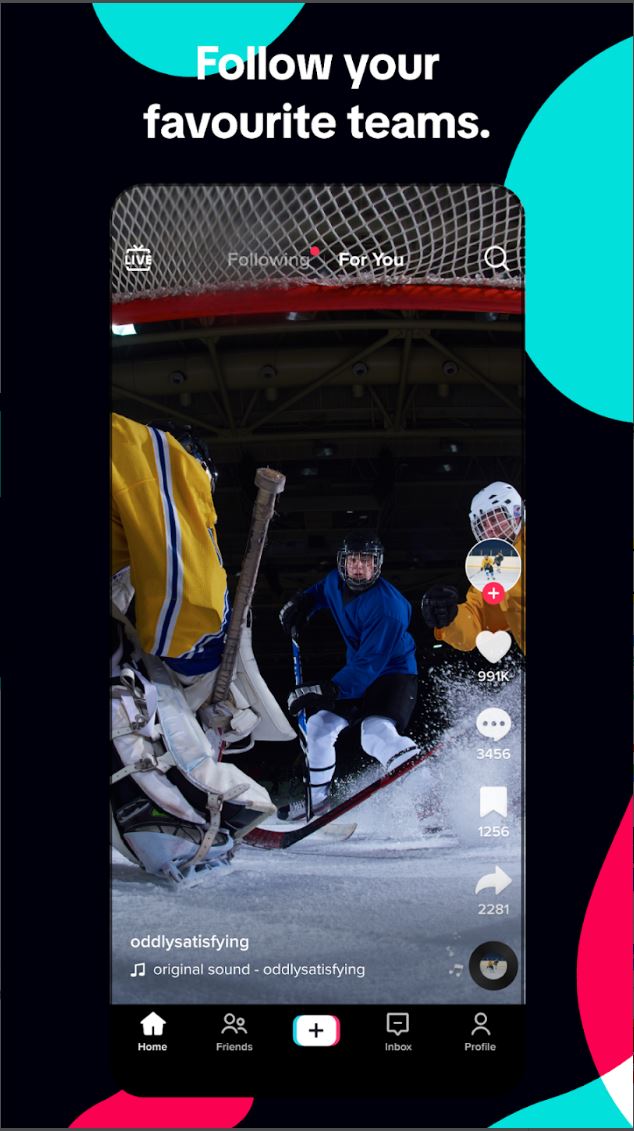 Follow your
favourite teams.
LIVE
Following
For You
991K
3456
1256
2281
oddlysatisfying
original sound - oddlysatisfying
Home
Friends
Inbox
Profile